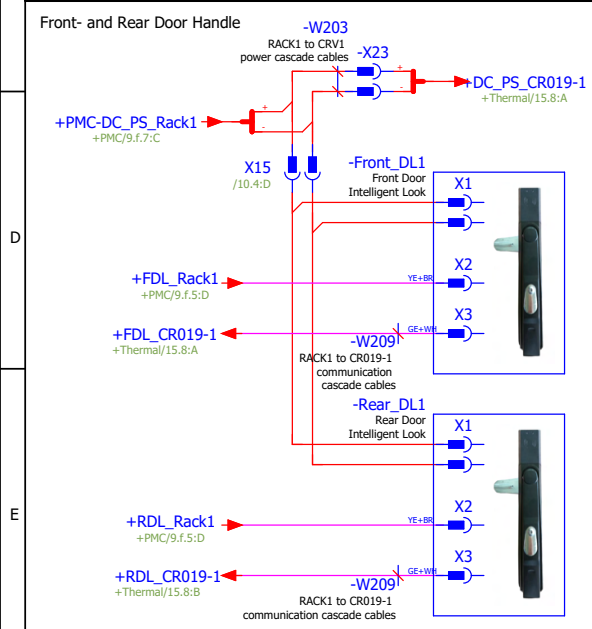 Front- and Rear Door Handle
-W203
RACK1 to CRV1
power cascade cables
-X23
+
-
+DC_PS_CR019-1
+Thermal/15.8:A
+PMC-DC_PS_Rack1
+PMC/9.f.7:C
+
-
X15
/10.4:D
-Front_DL1
Front Door
Intelligent Look
X1
D
+FDL_Rack1
+PMC/9.f.5:D
YE+BR
X2
+FDL_CR019-1
+Thermal/15.8:A
GE+WH
X3
-W209
RACK1 to CR019-1
communication
cascade cables
-Rear_DL1
Rear Door
Intelligent Look
X1
E
+RDL_Rack1
+PMC/9.f.5:D
YE+BR
X2
+RDL_CR019-1
+Thermal/15.8:B
GE+WH
X3
-W209
RACK1 to CR019-1
communication cascade cables